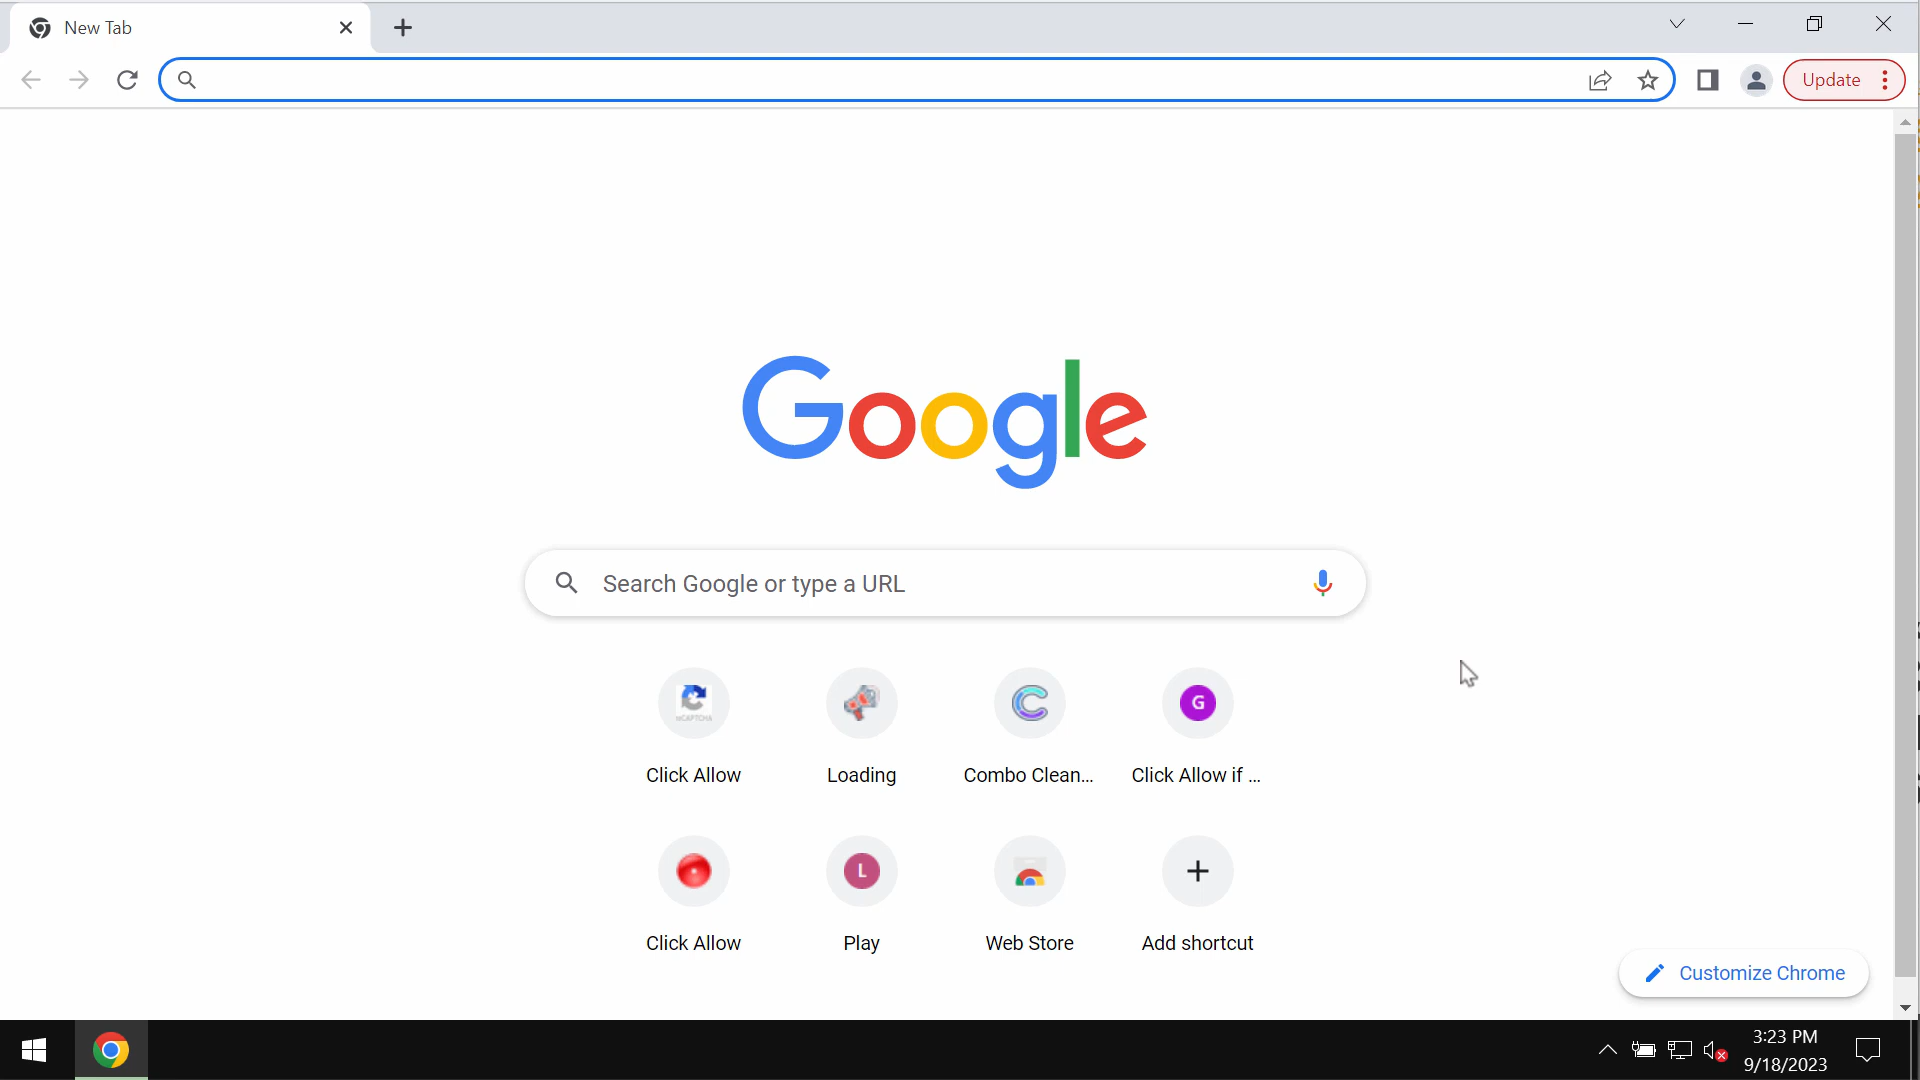 New Tab
Update
Google
Search Google or type a URL
Click Allow
Loading
Combo Clean...
G
Click Allow if ...
L
Click Allow
Play
Web Store
Add shortcut
Customize Chrome
3:23 PM
9/18/2023